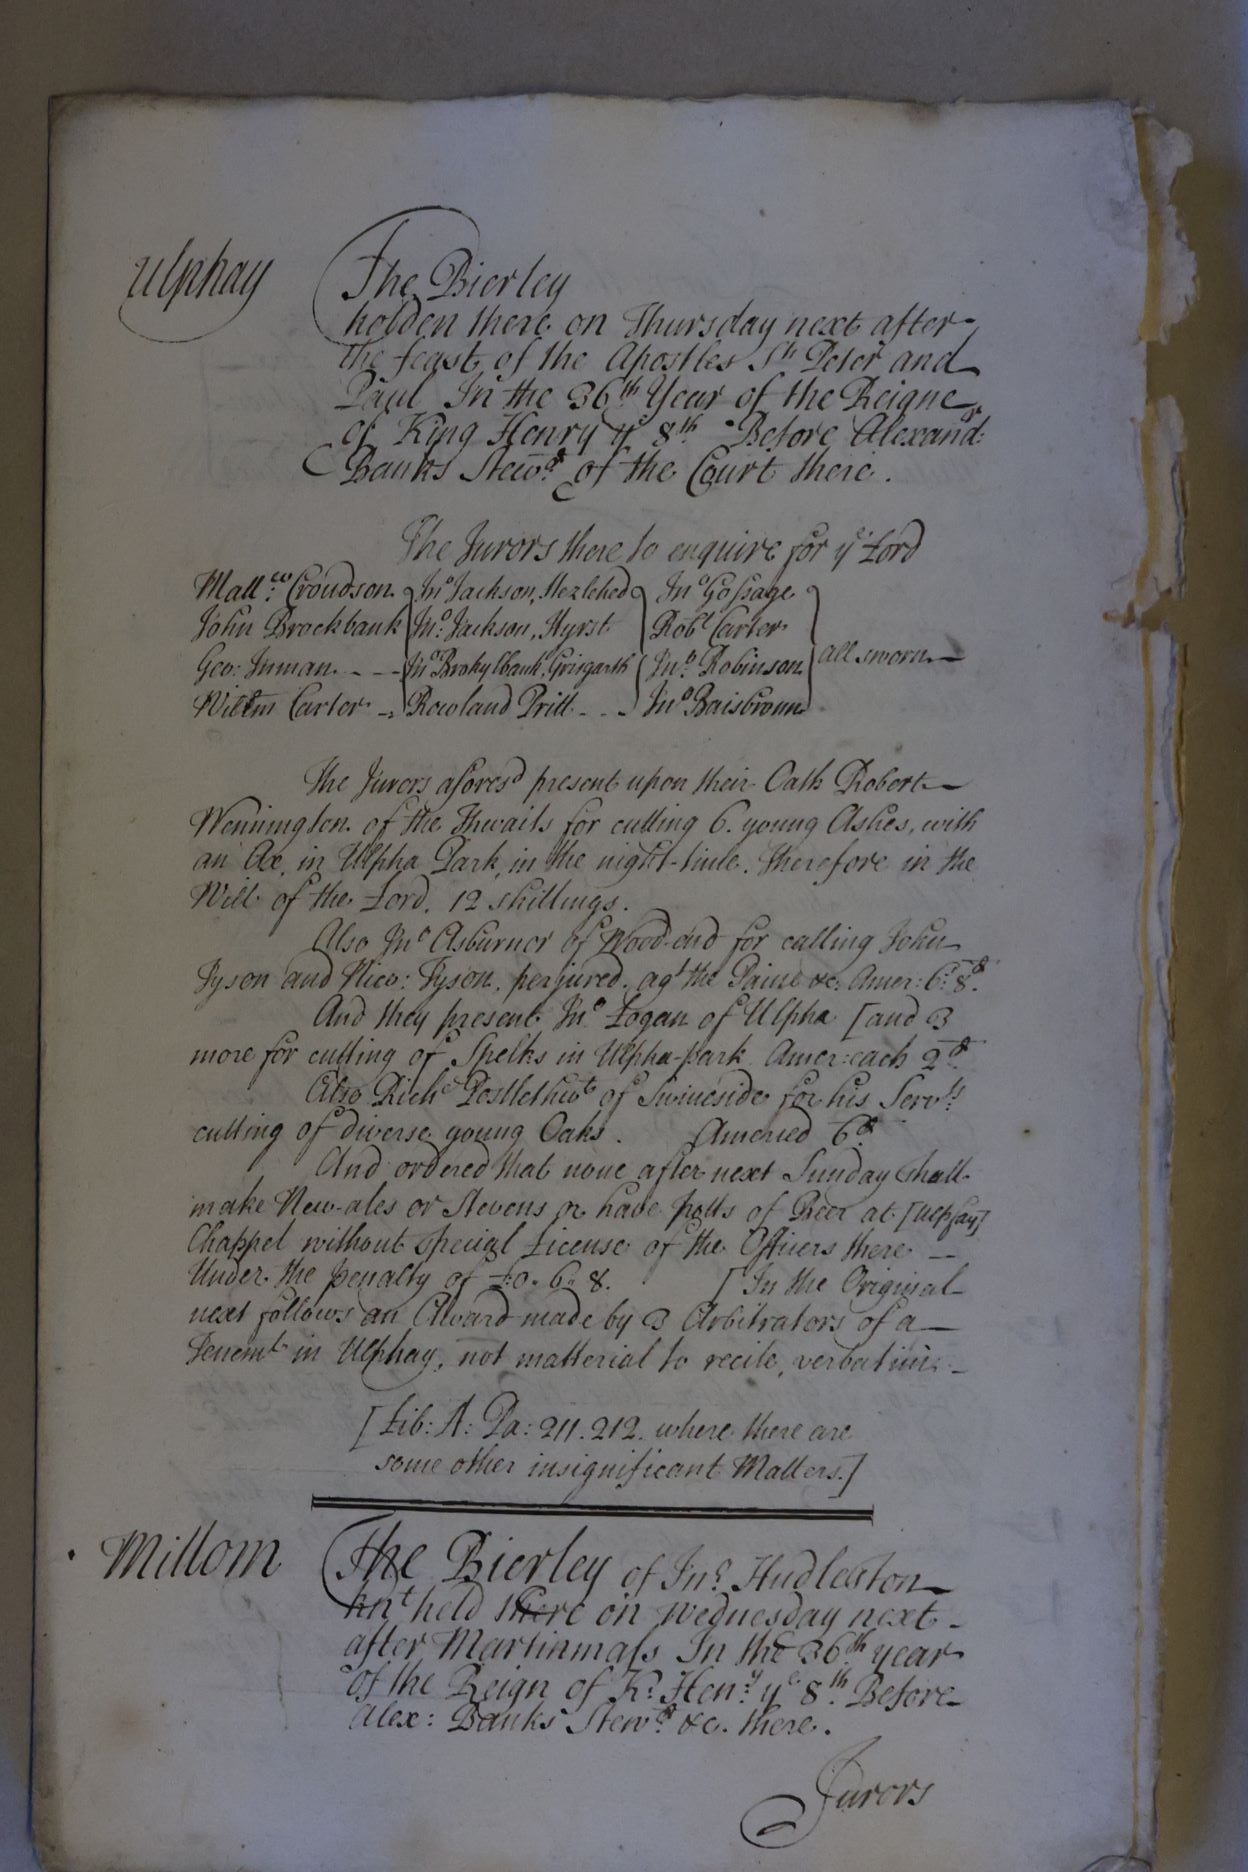 Ulphay
The Bierley
holden there on Thursday next after
the feast of the Apostles St. Peter and
Paul In the 36th. Year of the Reigne
of King Henry ye 8th. Before Alexandr:
Banks Stewd. of the Court there.
The Jurors there to enquire for ye Lord
Matt:ew Croudson Jno Jackson, Hezlehed Jno Gossage
John Brockbank Jno: Jackson, Hyrst Robt Carter
Geo: Inman - - - Jno Brokylbank, Grisgarth Jno. Robinson all sworn
Willm Carter - Rowland Pritt - - Jno Baisbrown
The Jurors aforesd present upon their Oath Robert
Wennington of the Thwaits for cutting 6. young Ashes, with
an Ax, in Ulpha Park, in the night-time. therefore in the
Will of the Lord. 12 shillings.
Also Jno Asburner of Wood-end for calling John
Tyson and Nico: Tyson, perjured. agt the Paine &c. Amer: 6s. 8d.
And they present Jno Logan of Ulpha [and 3
more for cutting of Spelks in Ulpha-park Amer: each 2d.
Also Richd Postlethwt of Swineside for his Servts
cutting of diverse young Oaks. Amercied 6d.
And ordered that none after next Sunday shall
make New-ales or Stevens or have potts of Beer at [Ulphay]
Chappel without special License of the Officers there --
Under the penalty of £0. 6. 8. [In the Original
next follows an Award made by 3 Arbitrators of a
Tenemt in Ulphay, not matterial to recite, verbatim. -
[Lib: A: Pa: 211. 212. where there are
some other insignificant Matters.]
Millom
The Bierley of Jno. Hudleston
knt held there on Wednesday next -
after Martinmass In the 36th year
of the Reign of K. Hen:y ye 8th. Before
Alex: Banks Stewd. &c. there.
Jurors